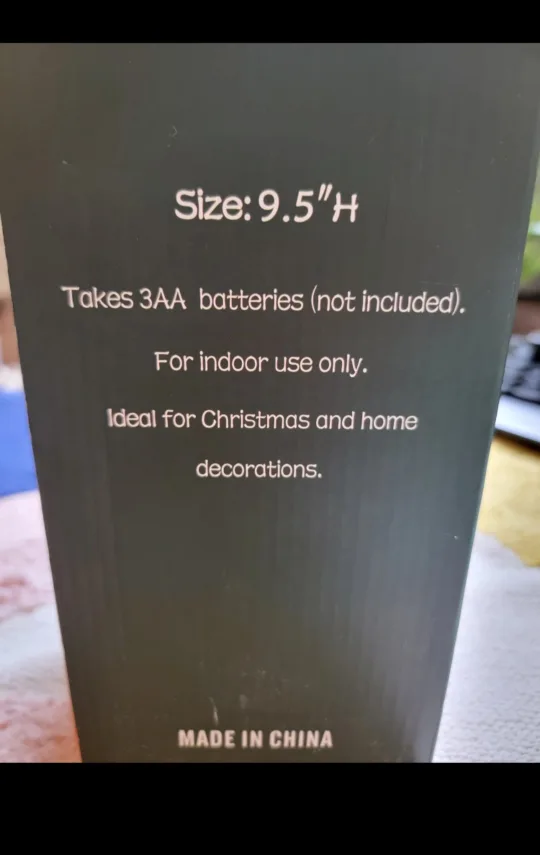 Size: 9.5"H
Takes 3AA batteries (not included).
For indoor use only.
Ideal for Christmas and home
decorations.
MADE IN CHINA